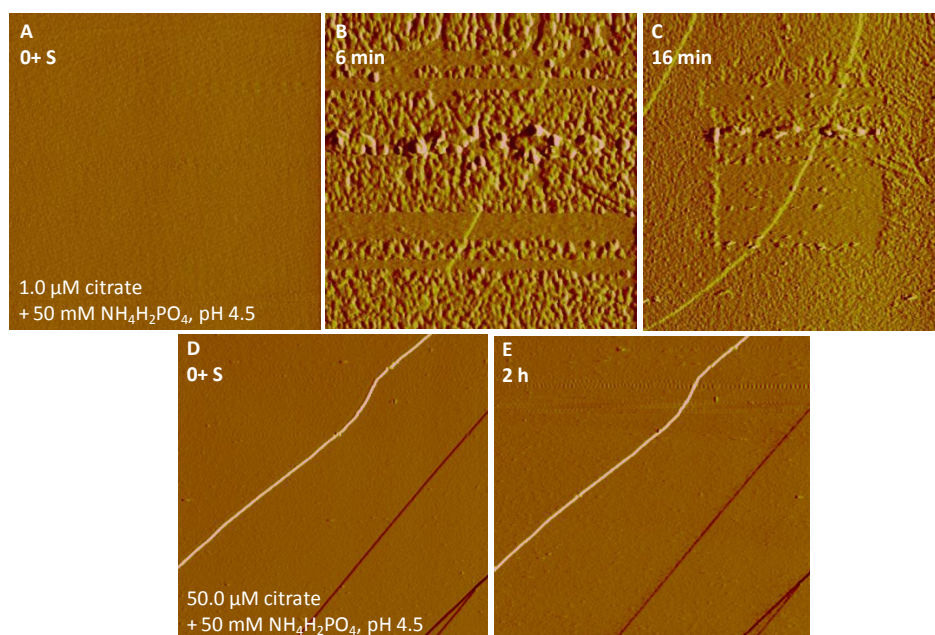 A
0+ S
1.0 µM citrate
+ 50 mM NH₄H₂PO₄, pH 4.5
B
6 min
C
16 min
D
0+ S
50.0 µM citrate
+ 50 mM NH₄H₂PO₄, pH 4.5
E
2 h